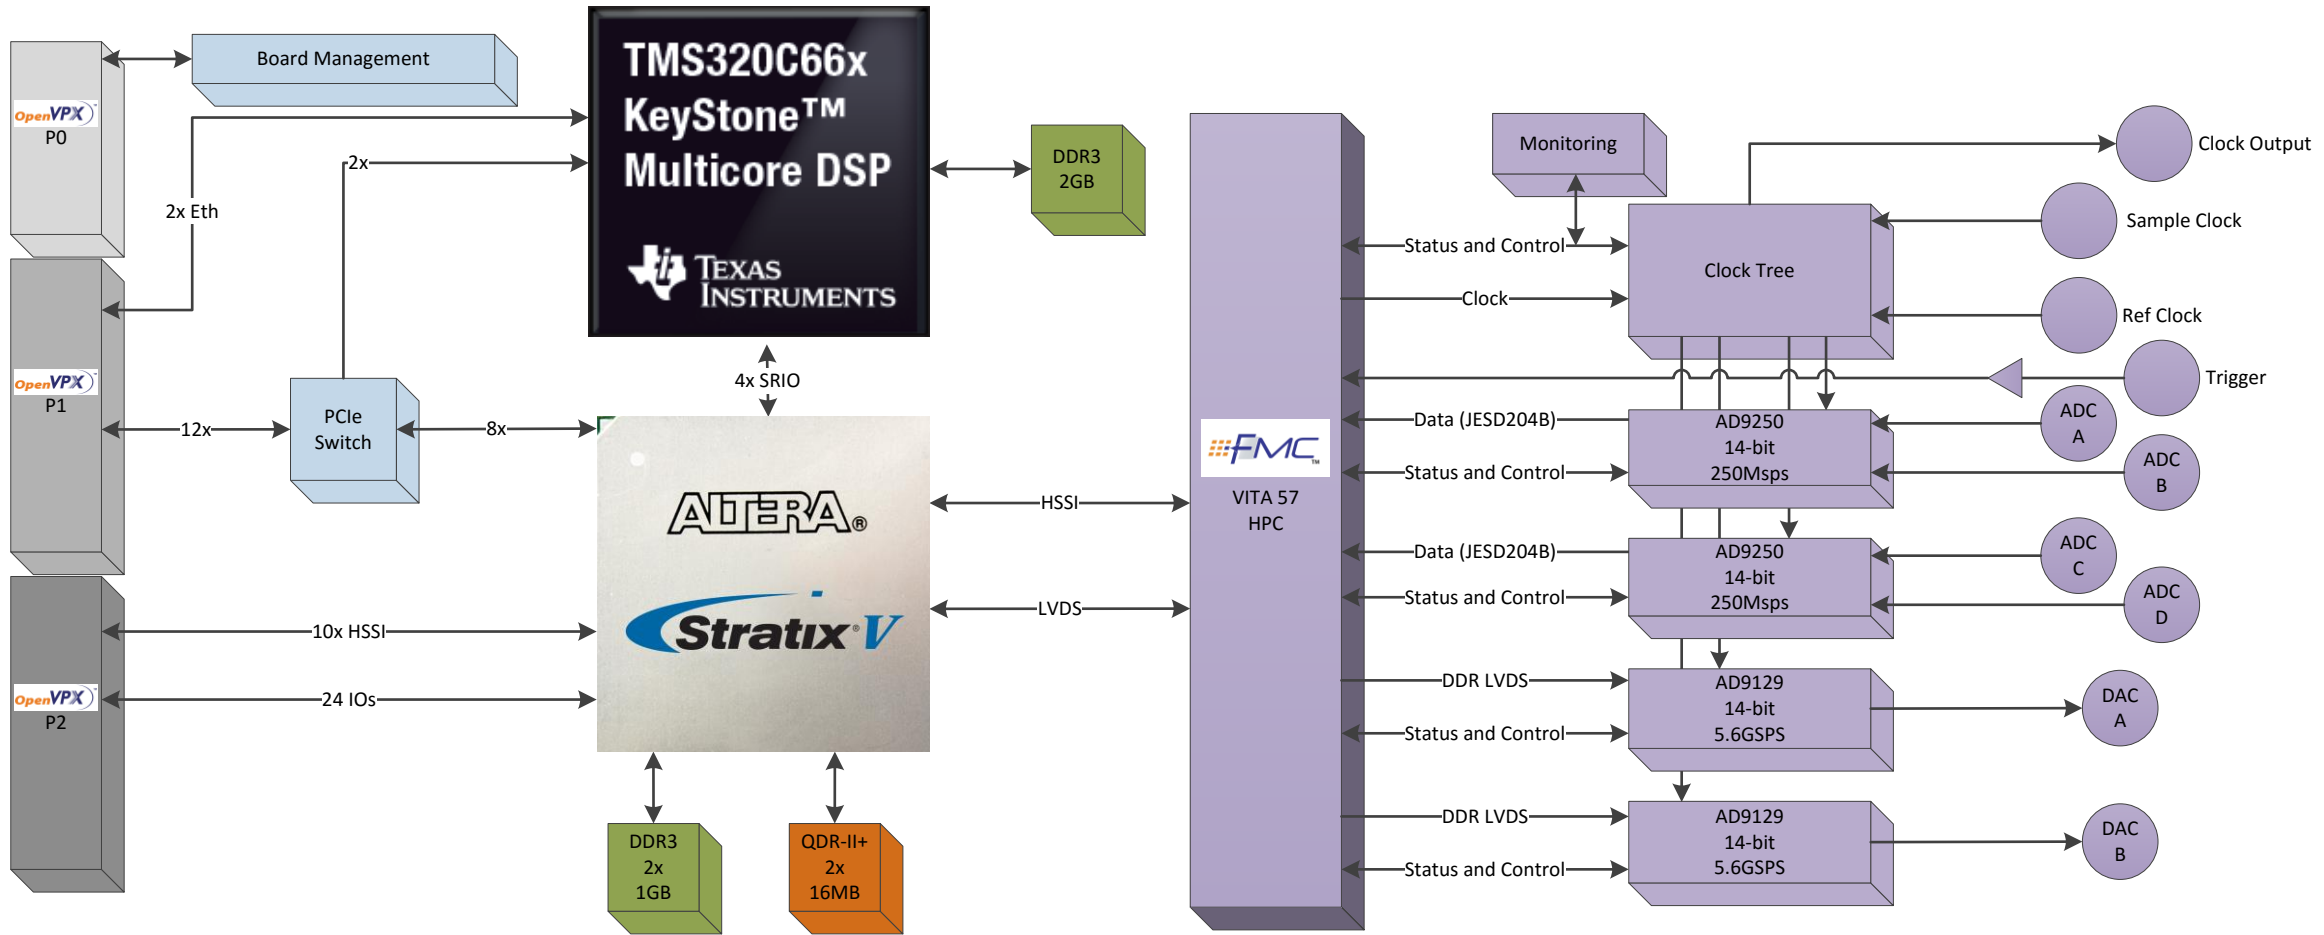 OpenVPX™
P0
Board Management
2x Eth
2x
TMS320C66x
KeyStone™
Multicore DSP
TEXAS
INSTRUMENTS
DDR3
2GB
OpenVPX™
P1
12x
PCIe
Switch
8x
4x SRIO
ALTERA®
Stratix® V
OpenVPX™
P2
10x HSSI
24 IOs
DDR3
2x
1GB
QDR-II+
2x
16MB
HSSI
LVDS
FMC™
VITA 57
HPC
Monitoring
Status and Control
Clock
Clock Tree
Clock Output
Sample Clock
Ref Clock
Trigger
Data (JESD204B)
Status and Control
AD9250
14-bit
250Msps
ADC
A
ADC
B
Data (JESD204B)
Status and Control
AD9250
14-bit
250Msps
ADC
C
ADC
D
DDR LVDS
Status and Control
AD9129
14-bit
5.6GSPS
DAC
A
DDR LVDS
Status and Control
AD9129
14-bit
5.6GSPS
DAC
B